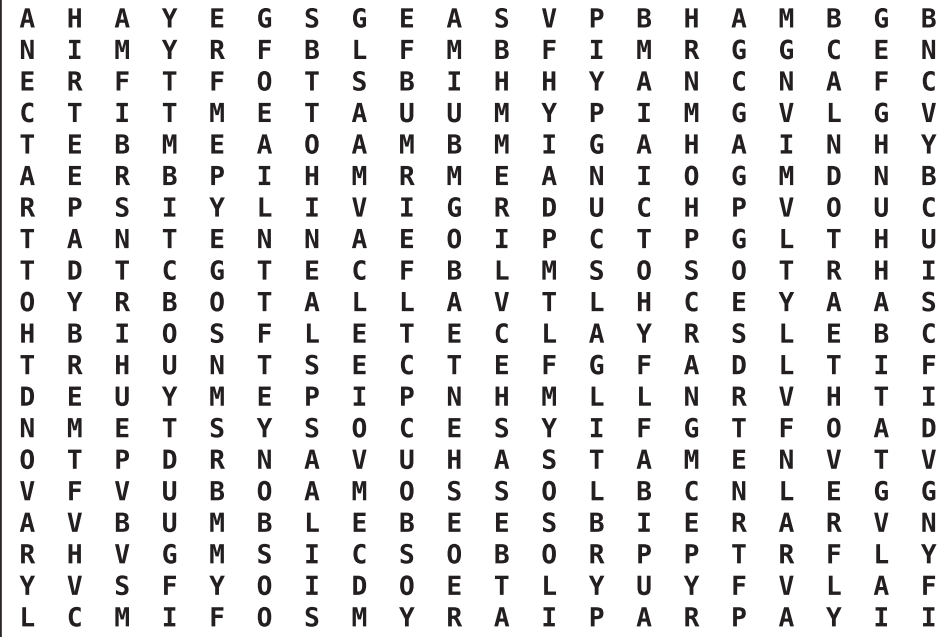 A H A Y E G S G E A S V P B H A M B G B
N I M Y R F B L F M B F I M R G G C E N
E R F T F O T S B I H H Y A N C N A F C
C T I T M E T A U U M Y P I M G V L G V
T E B M E A O A M B M I G A H A I N H Y
A E R B P I H M R M E A N I O G M D N B
R P S I Y L I V I G R D U C H P V O U C
T A N T E N N A E O I P C T P G L T H U
T D T C G T E C F B L M S O S O T R H I
O Y R B O T A L L A V T L H C E Y A A S
H B I O S F L E T E C L A Y R S L E B C
T R H U N T S E C T E F G F A D L T I F
D E U Y M E P I P N H M L L N R V H T I
N M E T S Y S O C E S Y I F G T F O A D
O T P D R N A V U H A S T A M E N V T V
V F V U B O A M O S S O L B C N L E G G
A V B U M B L E B E E S B I E R A R V N
R H V G M S I C S O B O R P P T R F L Y
Y V S F Y O I D O E T L Y U Y F V L A F
L C M I F O S M Y R A I P A R P A Y I I